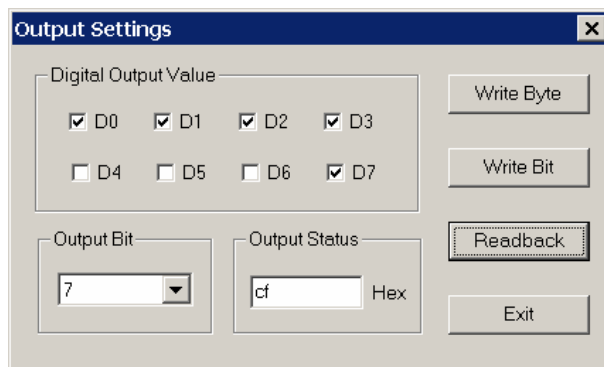 Output Settings
Digital Output Value
D0 D1 D2 D3
D4 D5 D6 D7
Write Byte
Write Bit
Output Bit
7
Output Status
cf Hex
Readback
Exit